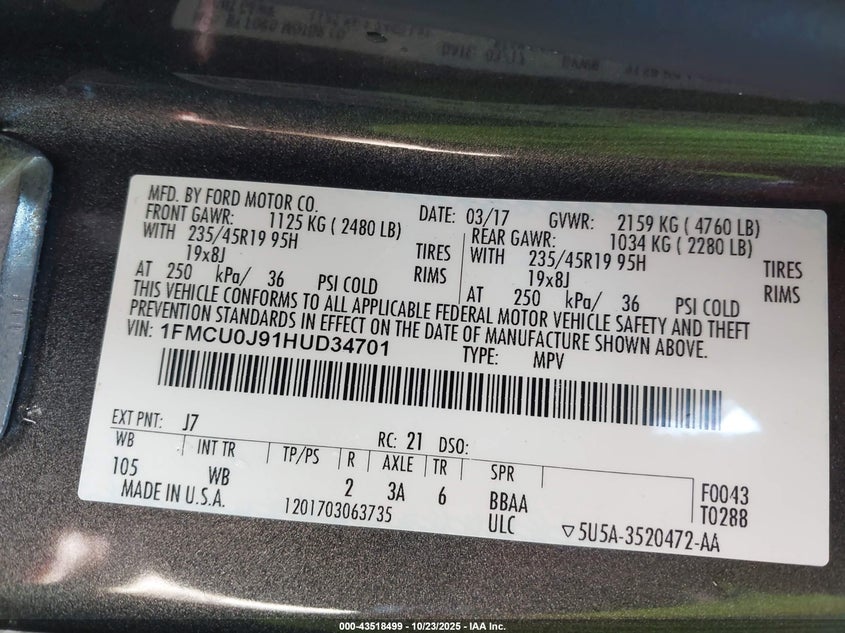 MFD. BY FORD MOTOR CO.
DATE: 03/17 GVWR: 2159 KG ( 4760 LB)
FRONT GAWR: 1125 KG ( 2480 LB)
WITH 235/45R19 95H TIRES
19x8J RIMS
AT 250 kPa/ 36 PSI COLD
REAR GAWR: 1034 KG ( 2280 LB)
WITH 235/45R19 95H TIRES
19x8J RIMS
AT 250 kPa/ 36 PSI COLD
THIS VEHICLE CONFORMS TO ALL APPLICABLE FEDERAL MOTOR VEHICLE SAFETY AND THEFT
PREVENTION STANDARDS IN EFFECT ON THE DATE OF MANUFACTURE SHOWN ABOVE.
VIN: 1FMCU0J91HUD34701
TYPE: MPV
EXT PNT: J7 RC: 21 DSO:
WB INT TR TP/PS R AXLE TR SPR
105 WB 2 3A 6 BBAA
ULC
F0043
T0288
MADE IN U.S.A. 1201703063735
▽5U5A-3520472-AA
000-43518499 - 10/23/2025 - IAA Inc.